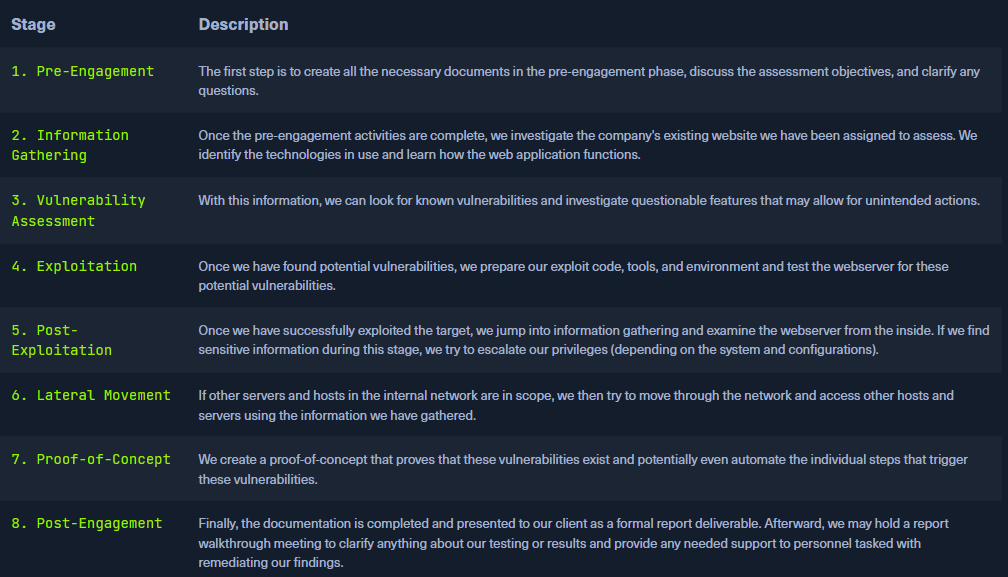 Stage Description
1. Pre-Engagement The first step is to create all the necessary documents in the pre-engagement phase, discuss the assessment objectives, and clarify any
questions.
2. Information Once the pre-engagement activities are complete, we investigate the company's existing website we have been assigned to assess. We
Gathering identify the technologies in use and learn how the web application functions.
3. Vulnerability With this information, we can look for known vulnerabilities and investigate questionable features that may allow for unintended actions.
Assessment
4. Exploitation Once we have found potential vulnerabilities, we prepare our exploit code, tools, and environment and test the webserver for these
potential vulnerabilities.
5. Post- Once we have successfully exploited the target, we jump into information gathering and examine the webserver from the inside. If we find
Exploitation sensitive information during this stage, we try to escalate our privileges (depending on the system and configurations).
6. Lateral Movement If other servers and hosts in the internal network are in scope, we then try to move through the network and access other hosts and
servers using the information we have gathered.
7. Proof-of-Concept We create a proof-of-concept that proves that these vulnerabilities exist and potentially even automate the individual steps that trigger
these vulnerabilities.
8. Post-Engagement Finally, the documentation is completed and presented to our client as a formal report deliverable. Afterward, we may hold a report
walkthrough meeting to clarify anything about our testing or results and provide any needed support to personnel tasked with
remediating our findings.